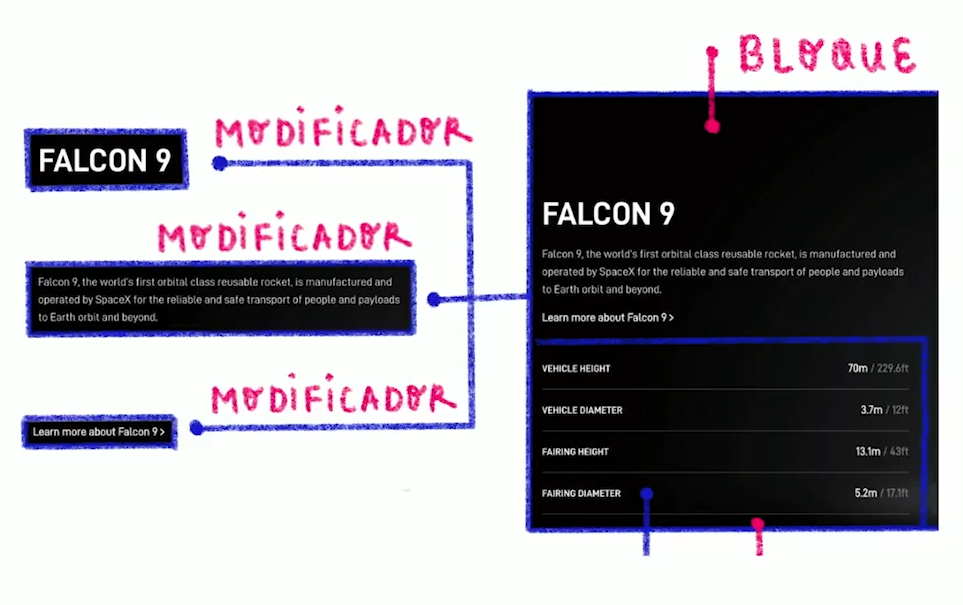 BLOQUE
MODIFICADOR
FALCON 9
MODIFICADOR
Falcon 9, the world's first orbital class reusable rocket, is manufactured and
operated by SpaceX for the reliable and safe transport of people and payloads
to Earth orbit and beyond.
MODIFICADOR
Learn more about Falcon 9 >
FALCON 9
Falcon 9, the world's first orbital class reusable rocket, is manufactured and
operated by SpaceX for the reliable and safe transport of people and payloads
to Earth orbit and beyond.
Learn more about Falcon 9 >
VEHICLE HEIGHT 70m / 229.6ft
VEHICLE DIAMETER 3.7m / 12ft
FAIRING HEIGHT 13.1m / 43ft
FAIRING DIAMETER 5.2m / 17.1ft